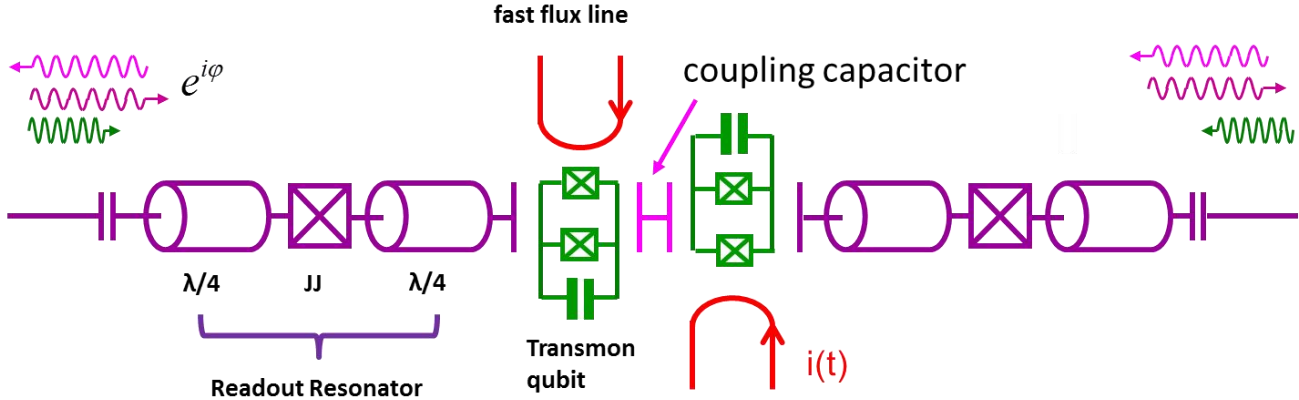 fast flux line
e^{iφ}
coupling capacitor
λ/4
JJ
λ/4
Transmon
qubit
i(t)
Readout Resonator